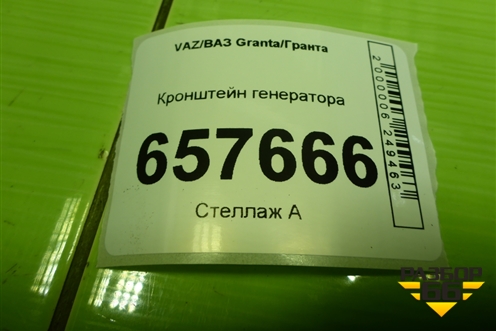 VAZ/ВАЗ Granta/Гранта
Кронштейн генератора
657666
Стеллаж А
2000006249463
РАЗБОР
66